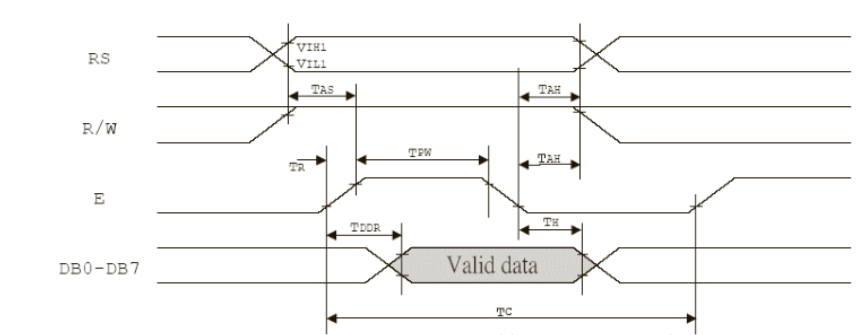 RS
VIH1
VIL1
TAS
TAH
R/W
TR
TPW
TAH
E
TDDR
TH
DB0-DB7
Valid data
TC